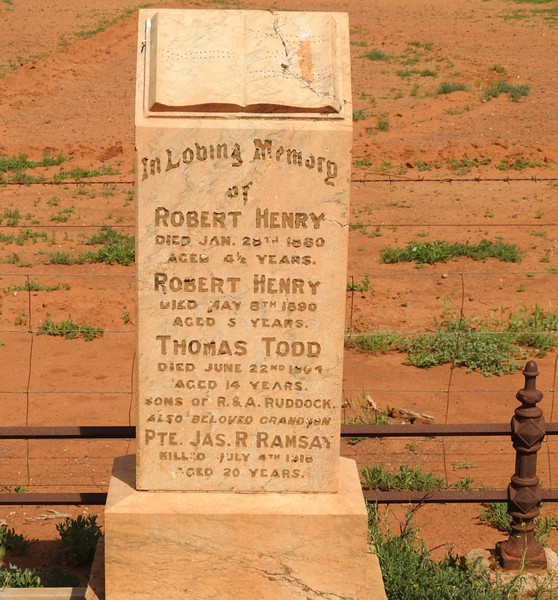 In Loving Memory
of
ROBERT HENRY
DIED JAN. 28TH 1880
AGED 4½ YEARS.
ROBERT HENRY
DIED MAY 8TH 1890
AGED 5 YEARS.
THOMAS TODD
DIED JUNE 22ND
AGED 14 YEARS.
SONS OF R. & A. RUDDOCK.
ALSO BELOVED GRANDSON
PTE. JAS. R. RAMSAY
KILLED JULY 4TH 1918
AGED 20 YEARS.